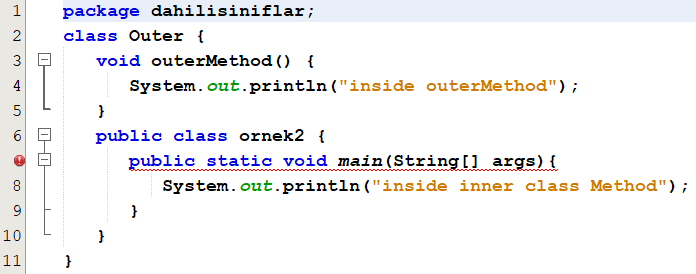 1 package dahilisiniflar;
2 class Outer {
3 void outerMethod() {
4 System.out.println("inside outerMethod");
5 }
6 public class ornek2 {
public static void main(String[] args){
8 System.out.println("inside inner class Method");
9 }
10 }
11 }